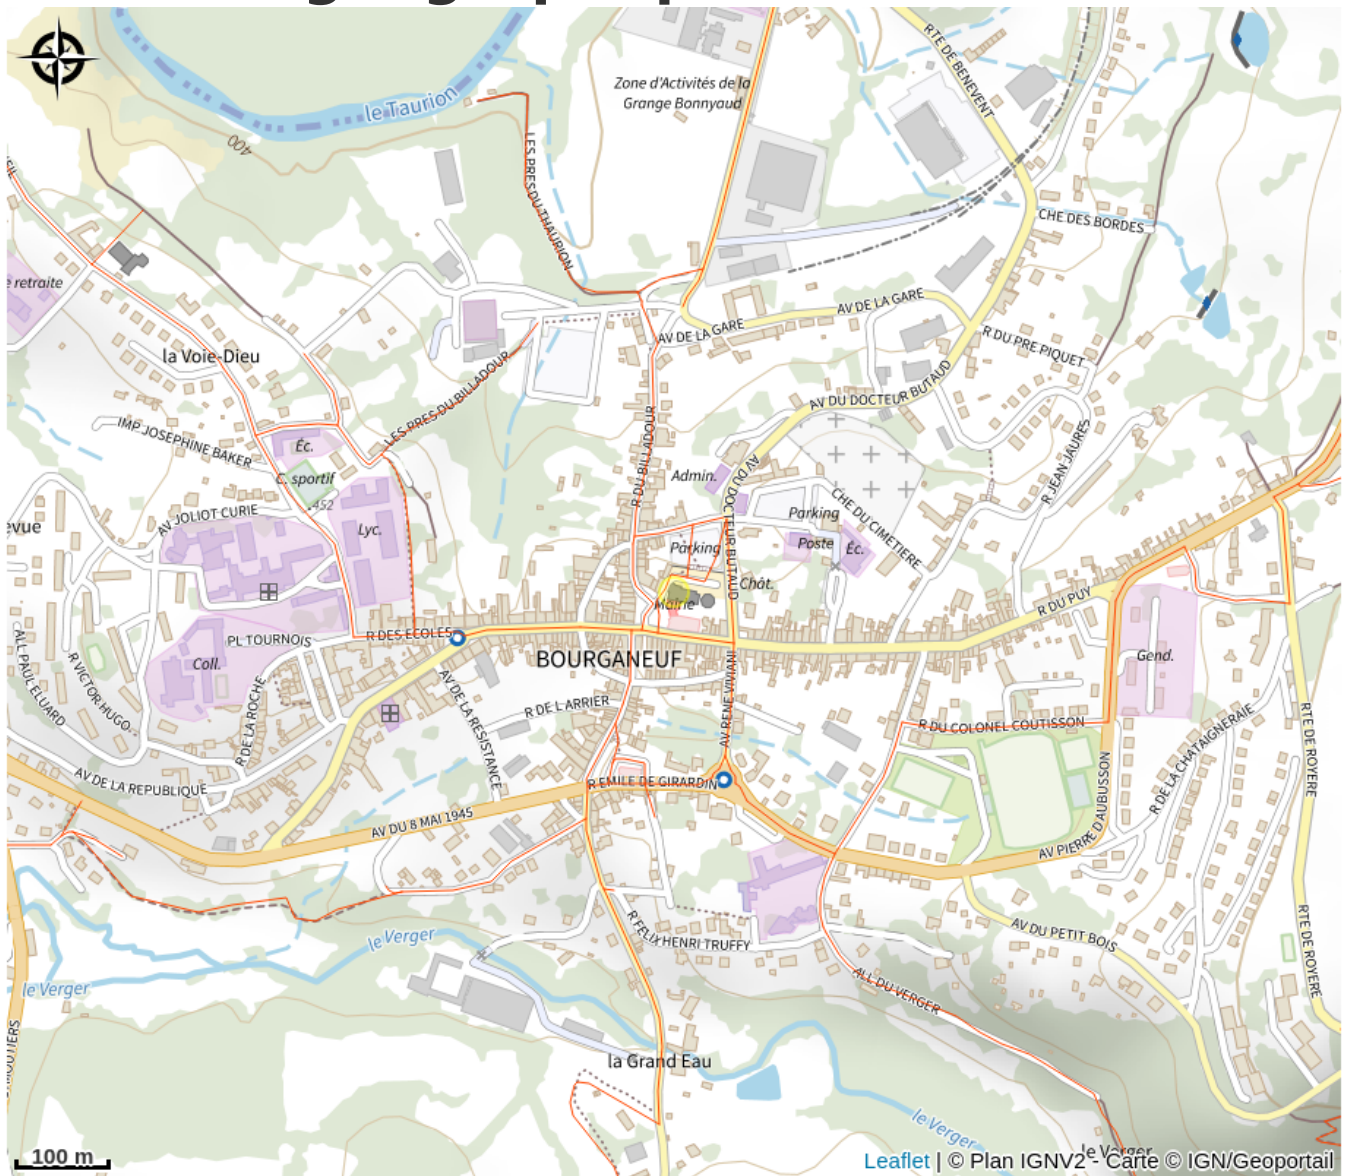 le Taurion
Zone d'Activités de la
Grange Bonnyaud
RTE DE BENEVENT
400
LES PRES DU THAURION
CHE DES BORDES
retraite
AV DE LA GARE
AV DE LA GARE
R DU PRE PIQUET
la Voie-Dieu
LES PRES DU BILLADOUR
AV DU DOCTEUR BUTAUD
IMP JOSEPHINE BAKER
Éc.
R DU BILLADOUR
R JEAN JAURES
C. sportif
452
Admin.
AV DU DOCTEUR BUTAUD
CHE DU CIMETIERE
AV JOLIOT CURIE
Lyc.
Parking
Parking
Poste
Éc.
evue
Chât.
Mairie
R DU PUY
R DES ECOLES
PL TOURNOIS
BOURGANEUF
Coll.
Gend.
ALL PAUL ELUARD
R VICTOR HUGO
R DE LA ROCHE
AV DE LA RESISTANCE
R DE L ARRIER
AV RENE VIVIANI
R DU COLONEL COUTISSON
R DE LA CHATAIGNERAIE
RTE DE ROYERE
AV DE LA REPUBLIQUE
R EMILE DE GIRARDIN
AV DU 8 MAI 1945
AV PIERRE D'AUBUSSON
le Verger
R FELIX HENRI TRUFFY
AV DU PETIT BOIS
RTE DE ROYERE
le Verger
ALL DU VERGER
la Grand Eau
le Verger
le Verger
100 m
Leaflet | © Plan IGNV2 - Carte © IGN/Geoportail